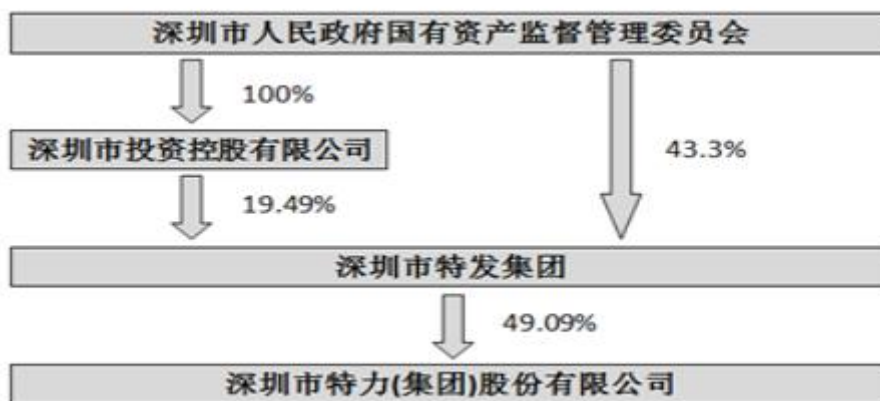 深圳市人民政府国有资产监督管理委员会
100%
43.3%
深圳市投资控股有限公司
19.49%
深圳市特发集团
49.09%
深圳市特力(集团)股份有限公司